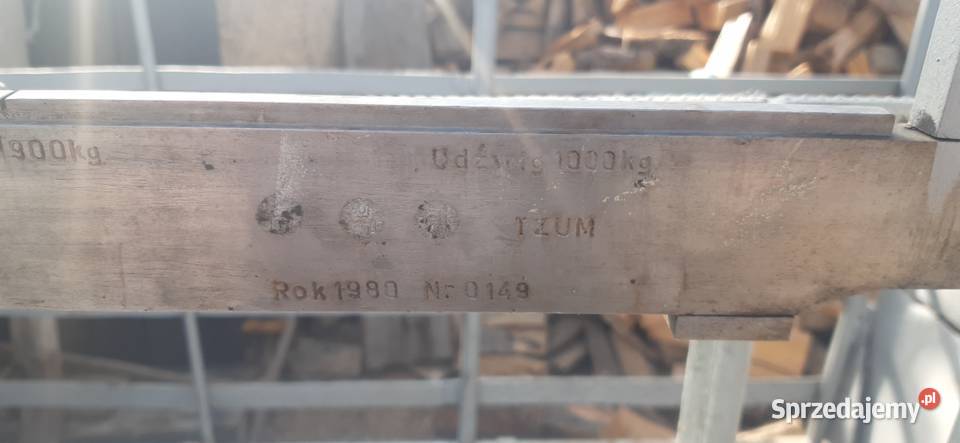 1900kg
Udźwig 1000kg
TZUM
Rok 1980 Nr 0149
Sprzedajemy.pl